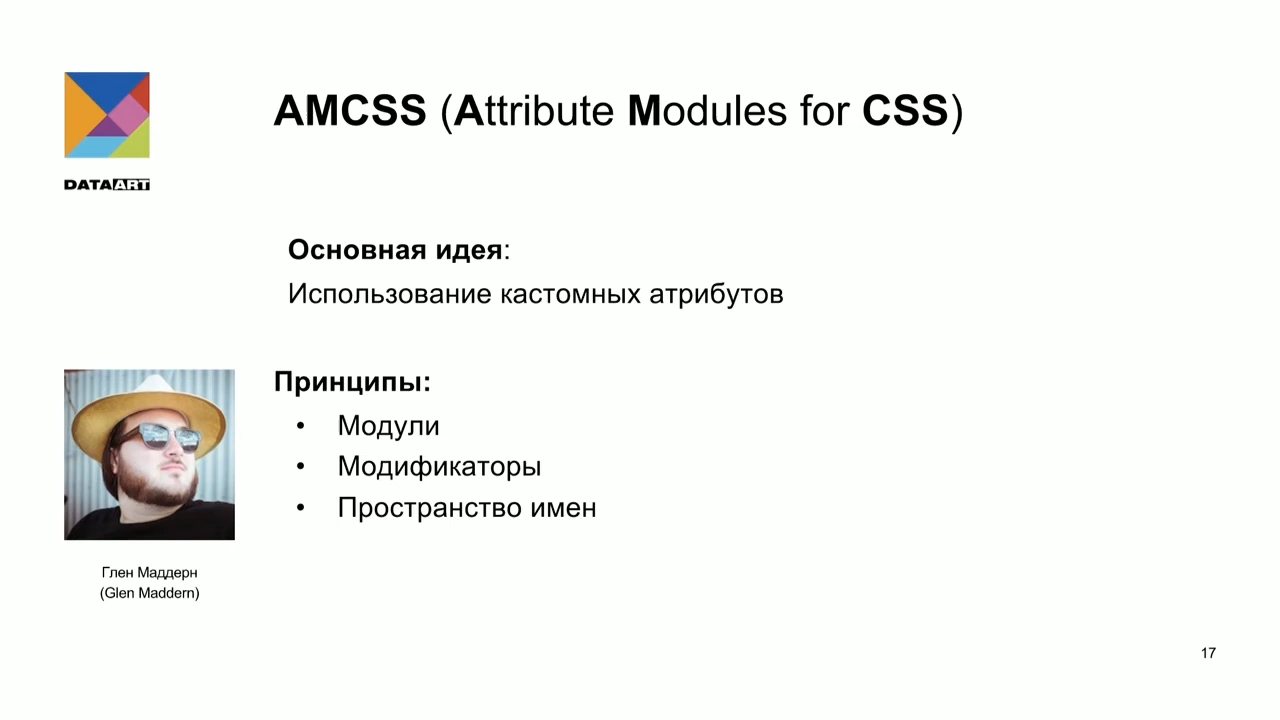 AMCSS (Attribute Modules for CSS)
DATAART
Основная идея:
Использование кастомных атрибутов
Принципы:
• Модули
• Модификаторы
• Пространство имен
Глен Маддерн
(Glen Maddern)
17